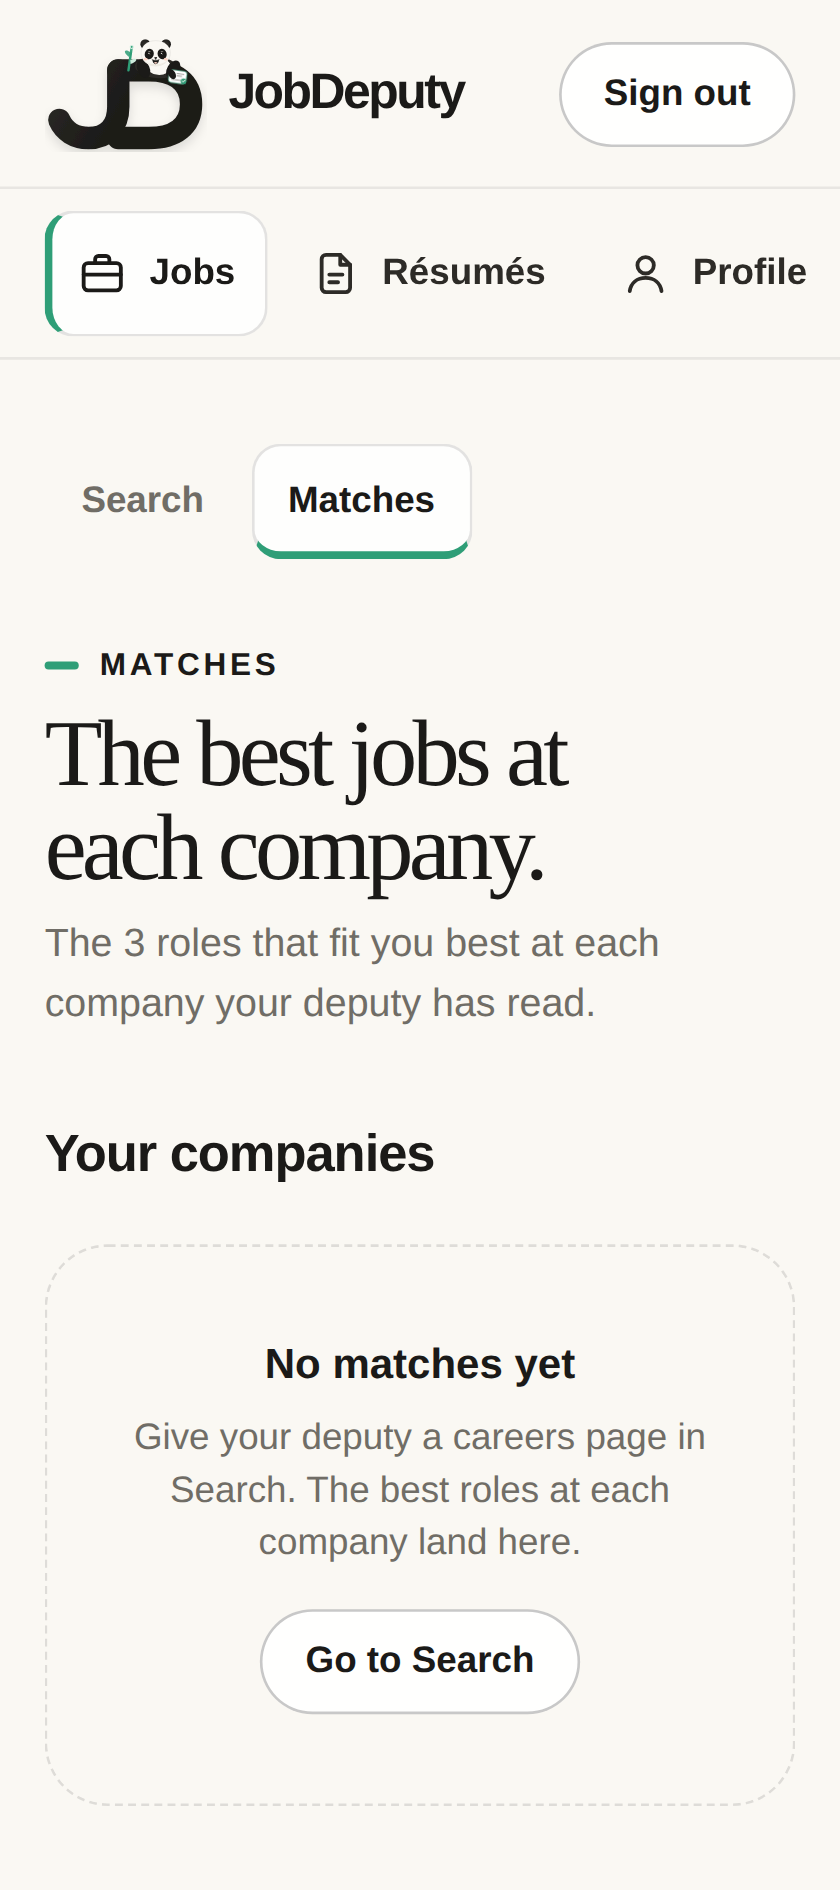 JobDeputy
Sign out
Jobs
Résumés
Profile
Search
Matches
MATCHES
The best jobs at
each company.
The 3 roles that fit you best at each
company your deputy has read.
Your companies
No matches yet
Give your deputy a careers page in
Search. The best roles at each
company land here.
Go to Search